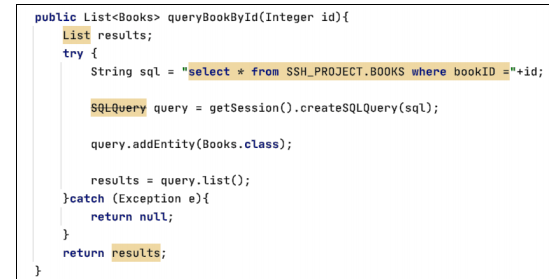 public List<Books> queryBookById(Integer id){
List results;
try {
String sql = "select * from SSH_PROJECT.BOOKS where bookID ="+id;
SQLQuery query = getSession().createSQLQuery(sql);
query.addEntity(Books.class);
results = query.list();
}catch (Exception e){
return null;
}
return results;
}